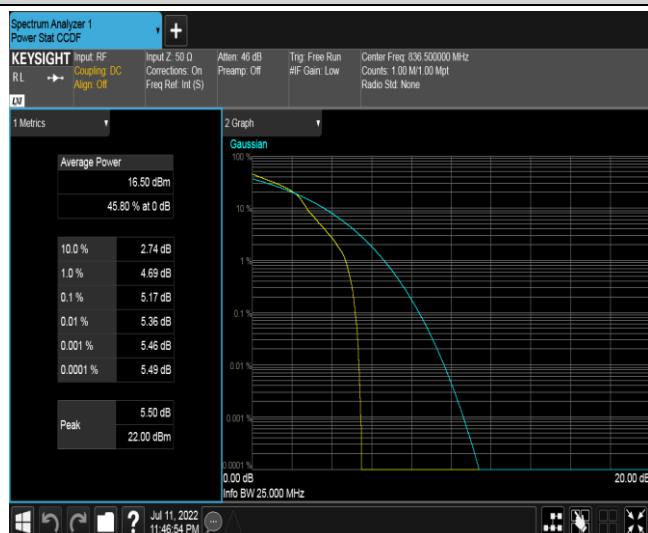 Spectrum Analyzer 1
Power Stat CCDF
+
KEYSIGHT
RL
LXI
Input: RF
Coupling: DC
Align: Off
Input Z: 50 Ω
Corrections: On
Freq Ref: Int (S)
Atten: 46 dB
Preamp: Off
Trig: Free Run
#IF Gain: Low
Center Freq: 836.500000 MHz
Counts: 1.00 M/1.00 Mpt
Radio Std: None
1 Metrics
Average Power
16.50 dBm
45.80 % at 0 dB
10.0 % 2.74 dB
1.0 % 4.69 dB
0.1 % 5.17 dB
0.01 % 5.36 dB
0.001 % 5.46 dB
0.0001 % 5.49 dB
Peak
5.50 dB
22.00 dBm
2 Graph
Gaussian
100 %
10 %
1 %
0.1 %
0.01 %
0.001 %
0.0001 %
0.00 dB 20.00 dB
Info BW 25.000 MHz
?
Jul 11, 2022
11:46:54 PM